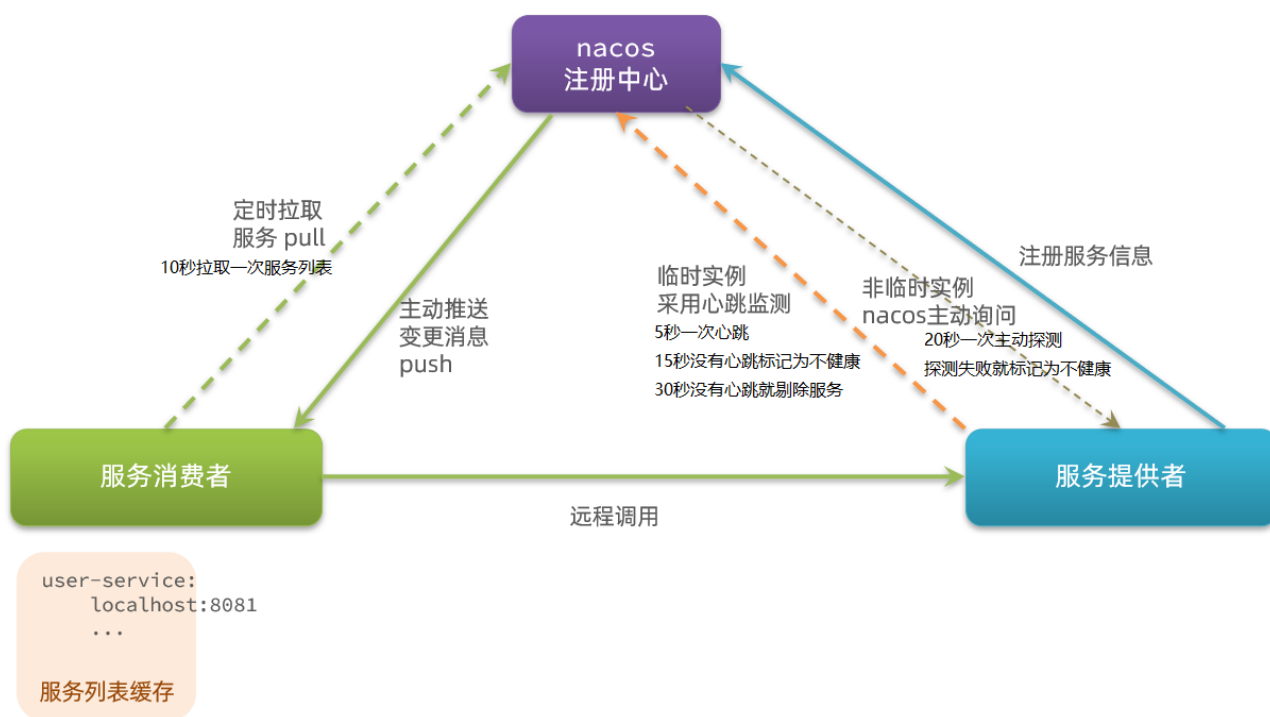 nacos
注册中心
定时拉取
服务 pull
10秒拉取一次服务列表
主动推送
变更消息
push
临时实例
采用心跳监测
5秒一次心跳
15秒没有心跳标记为不健康
30秒没有心跳就剔除服务
非临时实例
nacos主动询问
20秒一次主动探测
探测失败就标记为不健康
注册服务信息
服务消费者
远程调用
服务提供者
user-service:
localhost:8081
...
服务列表缓存